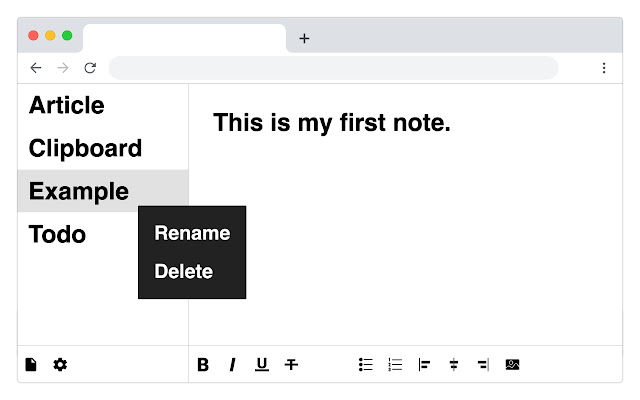 Article
Clipboard
Example
Todo
Rename
Delete
This is my first note.
B I U T